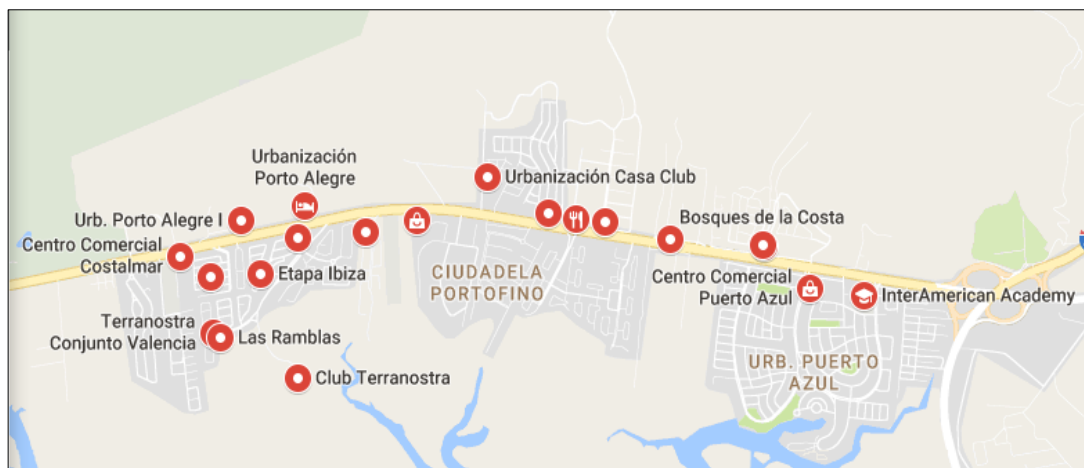 Urbanización
Porto Alegre
Urbanización Casa Club
Urb. Porto Alegre I
Bosques de la Costa
Centro Comercial
Costalmar
Etapa Ibiza
CIUDADELA
PORTOFINO
Centro Comercial
Puerto Azul
InterAmerican Academy
Terranostra
Conjunto Valencia
Las Ramblas
Club Terranostra
URB. PUERTO
AZUL